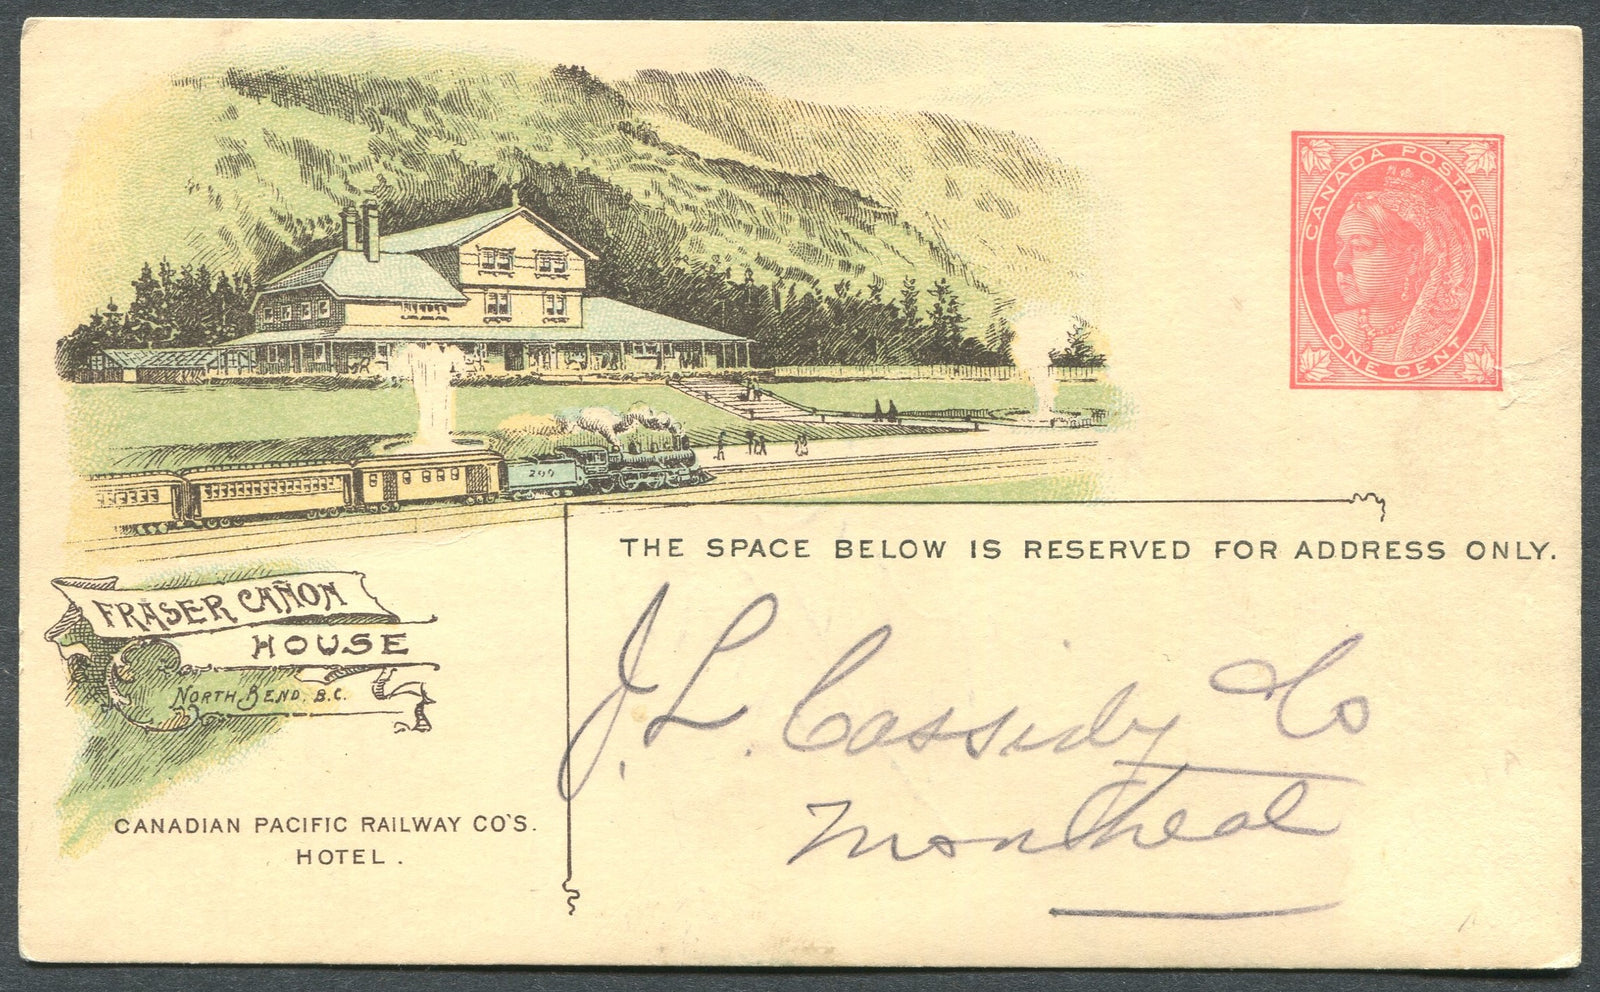 CANADA POSTAGE
ONE CENT
200
THE SPACE BELOW IS RESERVED FOR ADDRESS ONLY.
FRASER CAÑON
HOUSE
NORTH BEND, B.C.
CANADIAN PACIFIC RAILWAY CO'S.
HOTEL.
J. L. Cassidy Co
Montreal